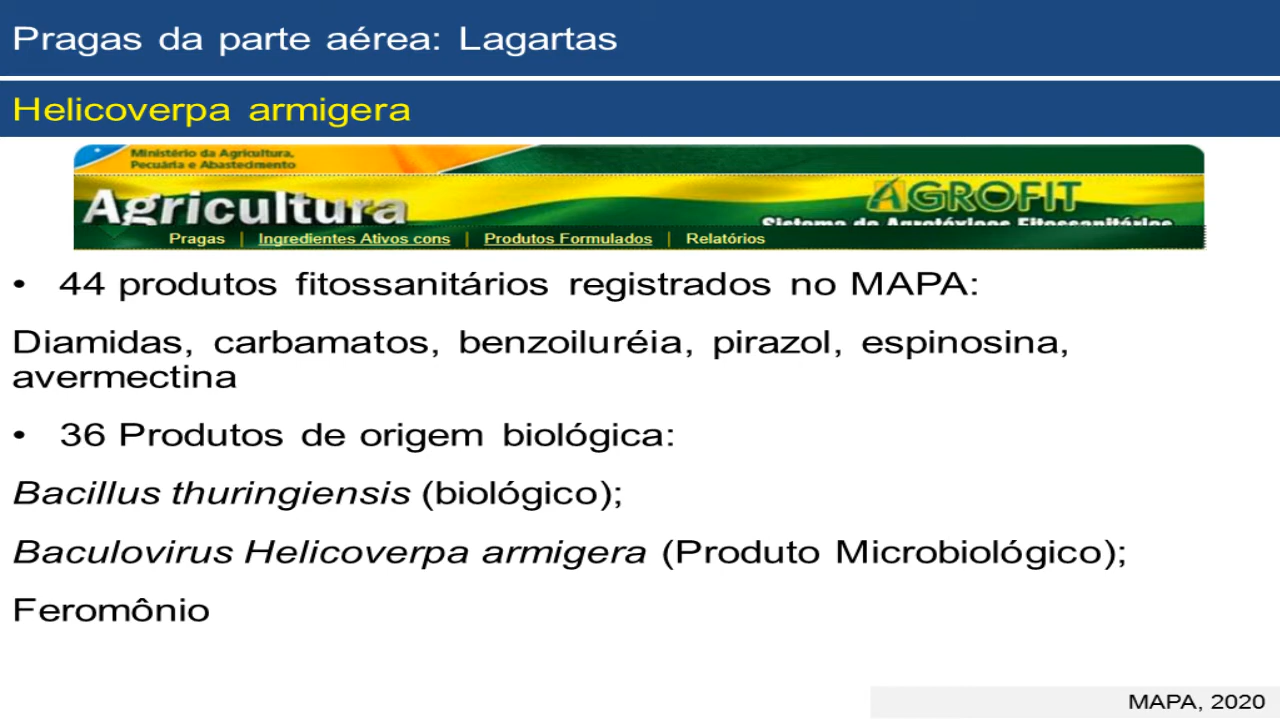 Pragas da parte aérea: Lagartas
Helicoverpa armigera
Ministério da Agricultura,
Pecuária e Abastecimento
Agricultura
AGROFIT
Sistema de Agrotóxicos Fitossanitários
Pragas | Ingredientes Ativos cons | Produtos Formulados | Relatórios
• 44 produtos fitossanitários registrados no MAPA:
Diamidas, carbamatos, benzoiluréia, pirazol, espinosina,
avermectina
• 36 Produtos de origem biológica:
Bacillus thuringiensis (biológico);
Baculovirus Helicoverpa armigera (Produto Microbiológico);
Feromônio
MAPA, 2020